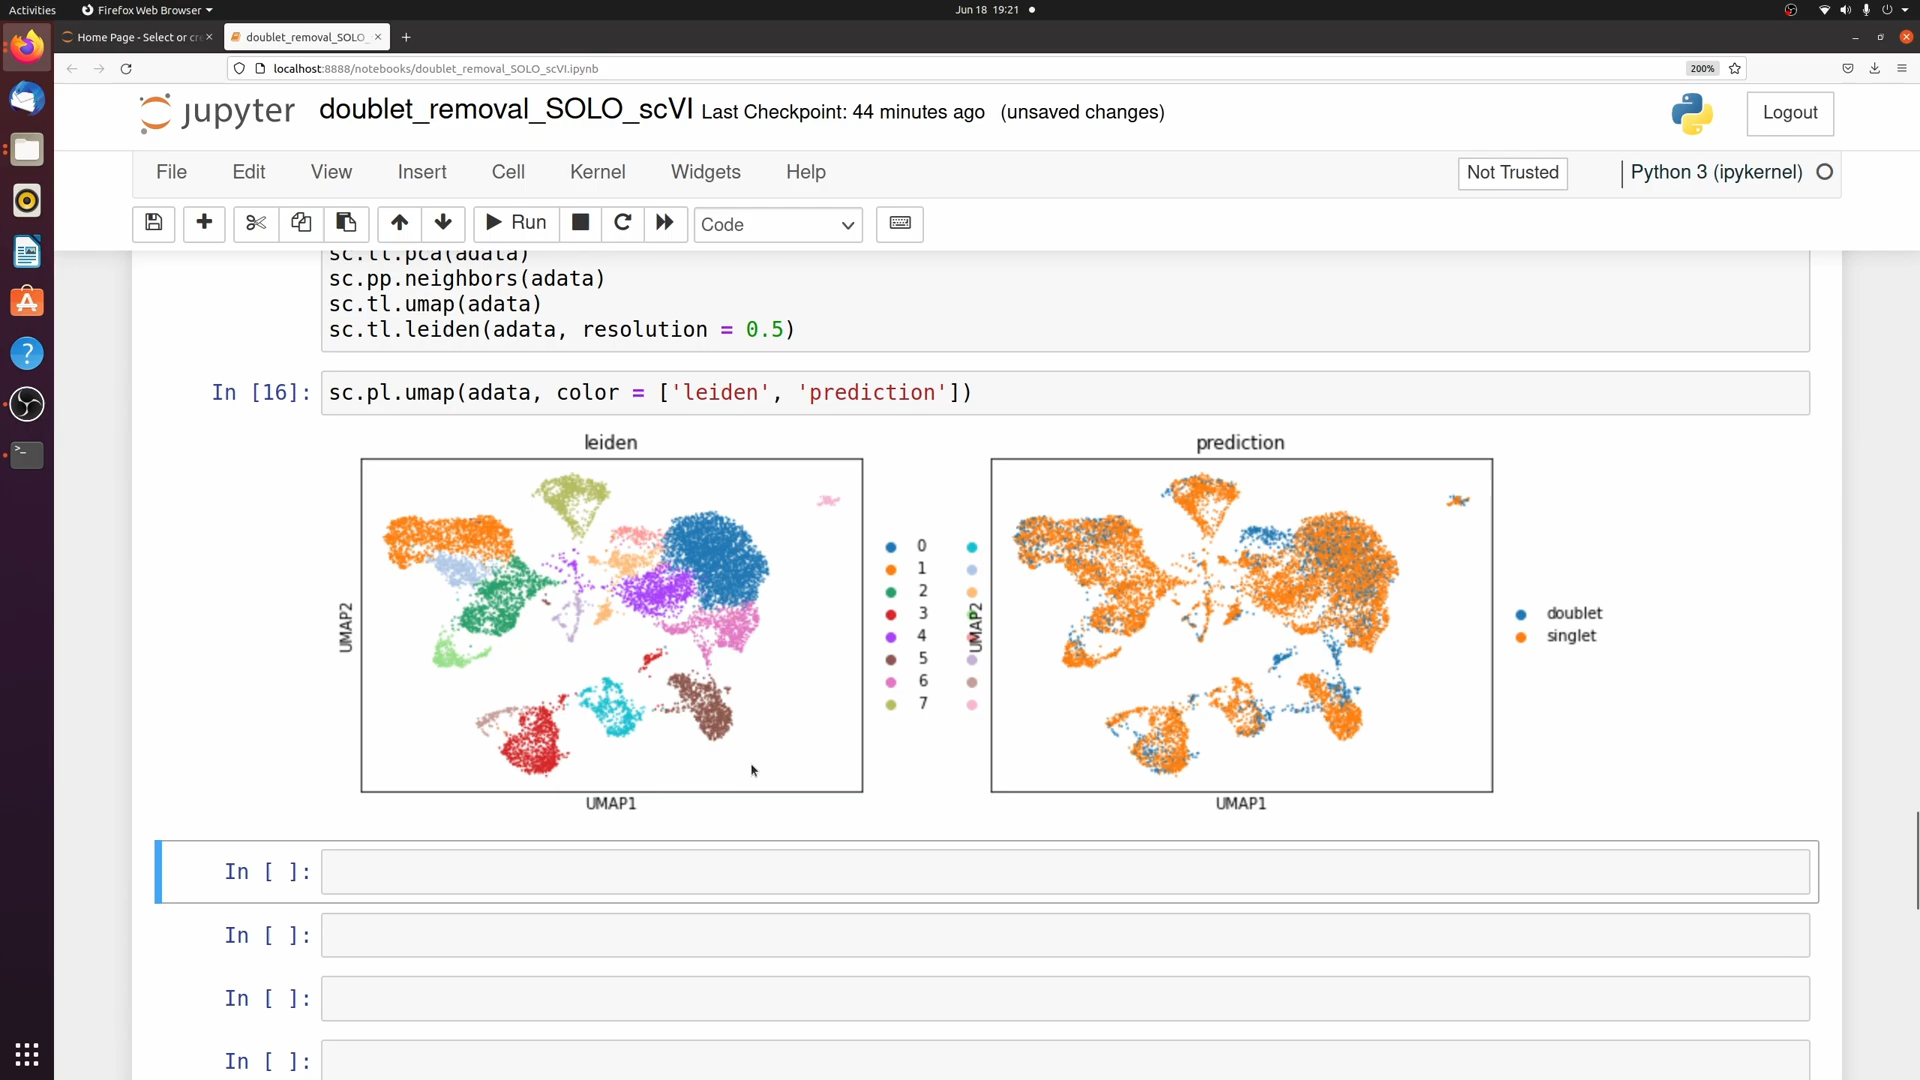 Activities
Firefox Web Browser
Jun 18 19:21
Home Page - Select or cre
doublet_removal_SOLO_
localhost:8888/notebooks/doublet_removal_SOLO_scVI.ipynb
200%
jupyter
doublet_removal_SOLO_scVI Last Checkpoint: 44 minutes ago (unsaved changes)
Logout
File Edit View Insert Cell Kernel Widgets Help
Not Trusted
Python 3 (ipykernel)
Run
Code
sc.tl.pca(adata)
sc.pp.neighbors(adata)
sc.tl.umap(adata)
sc.tl.leiden(adata, resolution = 0.5)
In [16]: sc.pl.umap(adata, color = ['leiden', 'prediction'])
leiden
UMAP2
UMAP1
0
1
2
3
4
5
6
7
prediction
UMAP2
UMAP1
doublet
singlet
In [ ]:
In [ ]:
In [ ]:
In [ ]: